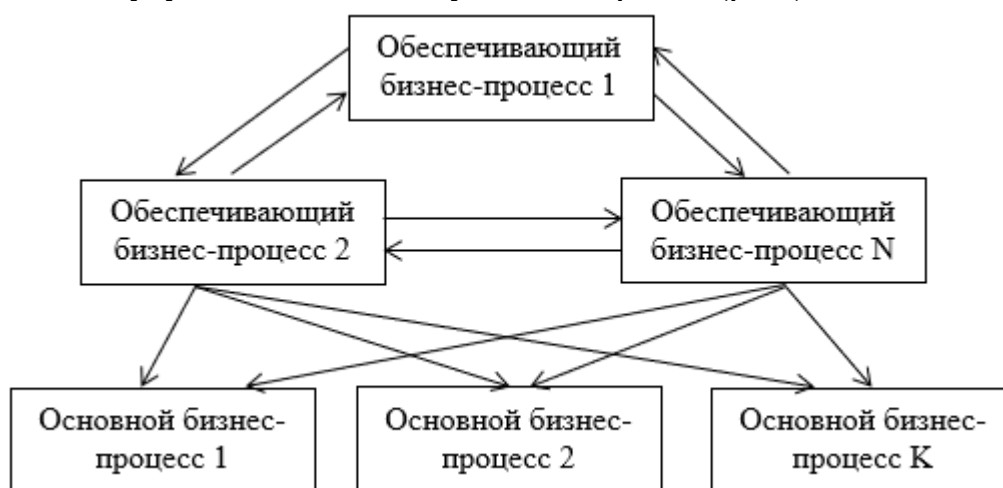 Обеспечивающий
бизнес-процесс 1
Обеспечивающий
бизнес-процесс 2
Обеспечивающий
бизнес-процесс N
Основной бизнес-
процесс 1
Основной бизнес-
процесс 2
Основной бизнес-
процесс K